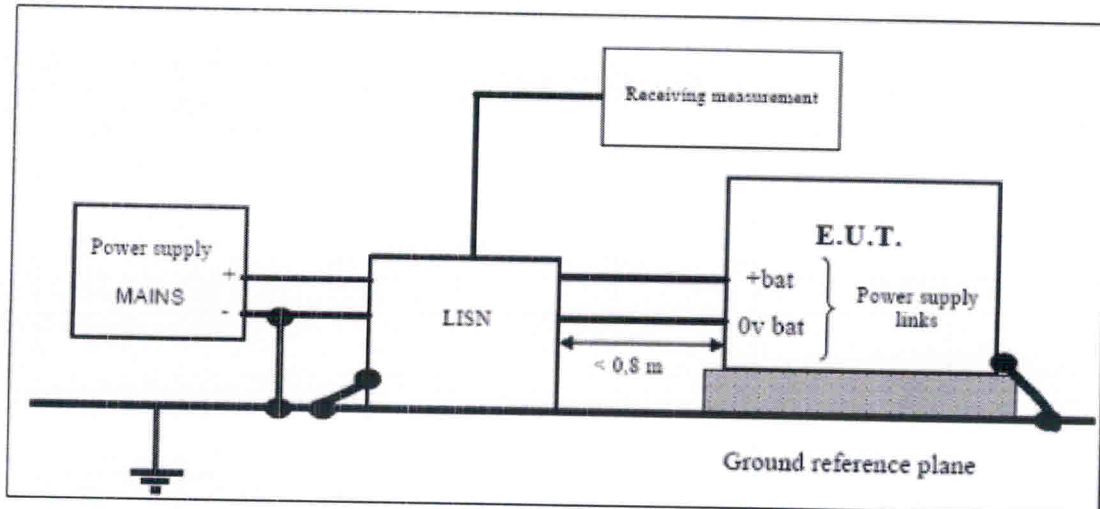 Receiving measurement
Power supply
MAINS
+
-
LISN
E.U.T.
+bat
0v bat
Power supply
links
< 0,8 m
Ground reference plane